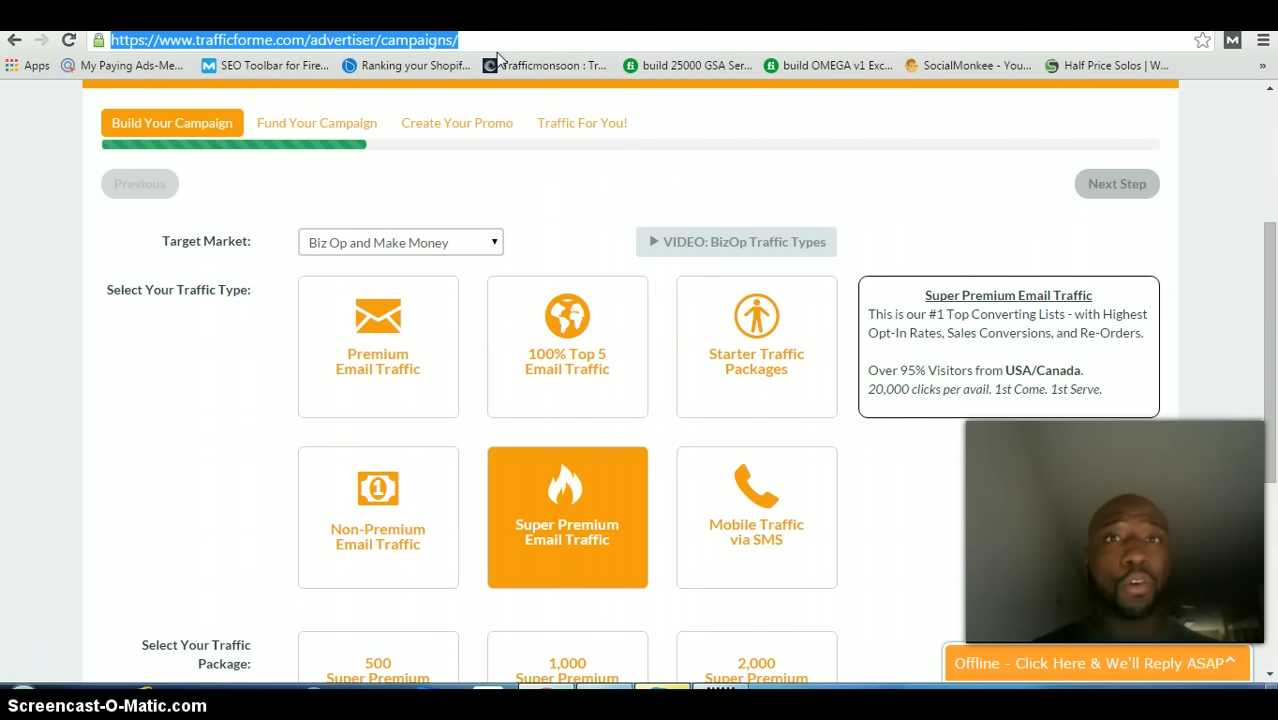 https://www.trafficforme.com/advertiser/campaigns/
Apps
My Paying Ads-Me...
SEO Toolbar for Fire...
Ranking your Shopif...
Trafficmonsoon : Tr...
build 25000 GSA Ser...
build OMEGA v1 Exc...
SocialMonkee - You...
Half Price Solos | W...
»
Build Your Campaign
Fund Your Campaign
Create Your Promo
Traffic For You!
Previous
Next Step
Target Market:
Biz Op and Make Money
VIDEO: BizOp Traffic Types
Select Your Traffic Type:
Premium
Email Traffic
100% Top 5
Email Traffic
Starter Traffic
Packages
Super Premium Email Traffic
This is our #1 Top Converting Lists - with Highest
Opt-In Rates, Sales Conversions, and Re-Orders.
Over 95% Visitors from USA/Canada.
20,000 clicks per avail. 1st Come. 1st Serve.
1
Non-Premium
Email Traffic
Super Premium
Email Traffic
Mobile Traffic
via SMS
Select Your Traffic
Package:
500
Super Premium
1,000
Super Premium
2,000
Super Premium
Offline - Click Here & We'll Reply ASAP
Screencast-O-Matic.com